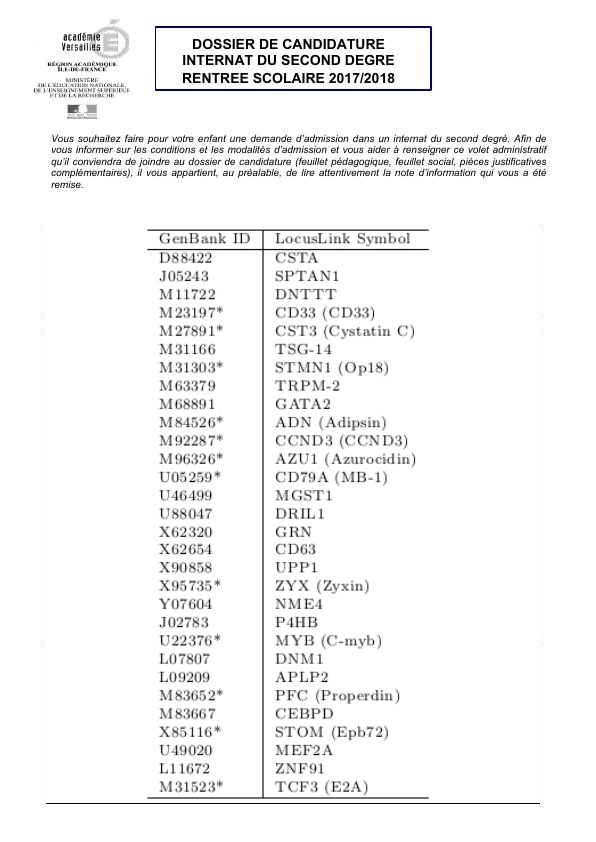 académie
Versailles
RÉGION ACADÉMIQUE
ÎLE-DE-FRANCE
MINISTÈRE
DE L'ÉDUCATION NATIONALE,
DE L'ENSEIGNEMENT SUPÉRIEUR
ET DE LA RECHERCHE
DOSSIER DE CANDIDATURE
INTERNAT DU SECOND DEGRE
RENTREE SCOLAIRE 2017/2018
Vous souhaitez faire pour votre enfant une demande d'admission dans un internat du second degré. Afin de
vous informer sur les conditions et les modalités d'admission et vous aider à renseigner ce volet administratif
qu'il conviendra de joindre au dossier de candidature (feuillet pédagogique, feuillet social, pièces justificatives
complémentaires), il vous appartient, au préalable, de lire attentivement la note d'information qui vous a été
remise.
GenBank ID LocusLink Symbol
D88422 CSTA
J05243 SPTAN1
M11722 DNTTT
M23197* CD33 (CD33)
M27891* CST3 (Cystatin C)
M31166 TSG-14
M31303* STMN1 (Op18)
M63379 TRPM-2
M68891 GATA2
M84526* ADN (Adipsin)
M92287* CCND3 (CCND3)
M96326* AZU1 (Azurocidin)
U05259* CD79A (MB-1)
U46499 MGST1
U88047 DRIL1
X62320 GRN
X62654 CD63
X90858 UPP1
X95735* ZYX (Zyxin)
Y07604 NME4
J02783 P4HB
U22376* MYB (C-myb)
L07807 DNM1
L09209 APLP2
M83652* PFC (Properdin)
M83667 CEBPD
X85116* STOM (Epb72)
U49020 MEF2A
L11672 ZNF91
M31523* TCF3 (E2A)